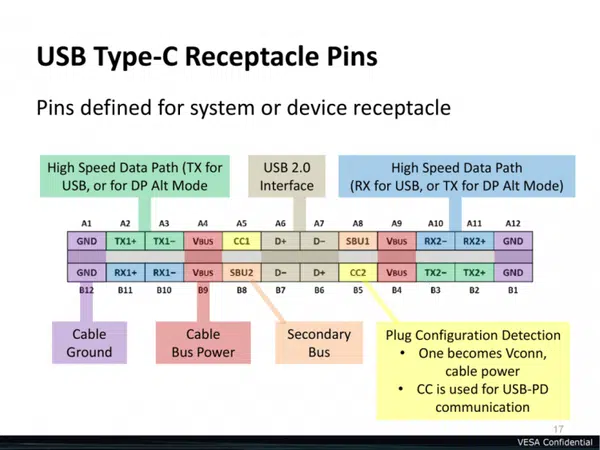 USB Type-C Receptacle Pins
Pins defined for system or device receptacle
High Speed Data Path (TX for
USB, or for DP Alt Mode
USB 2.0
Interface
High Speed Data Path
(RX for USB, or TX for DP Alt Mode)
A1 A2 A3 A4 A5 A6 A7 A8 A9 A10 A11 A12
GND TX1+ TX1− VBUS CC1 D+ D− SBU1 VBUS RX2− RX2+ GND
GND RX1+ RX1− VBUS SBU2 D− D+ CC2 VBUS TX2− TX2+ GND
B12 B11 B10 B9 B8 B7 B6 B5 B4 B3 B2 B1
Cable
Ground
Cable
Bus Power
Secondary
Bus
Plug Configuration Detection
• One becomes Vconn,
cable power
• CC is used for USB-PD
communication
17
VESA Confidential